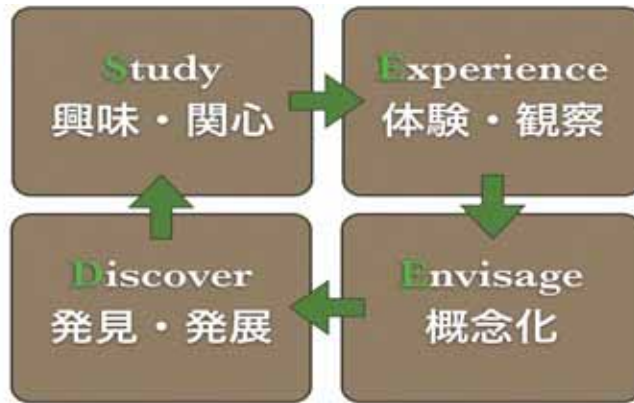 Study
興味・関心
Experience
体験・観察
Discover
発見・発展
Envisage
概念化